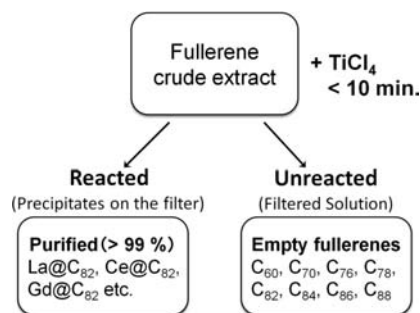 Fullerene
crude extract
+ TiCl₄
< 10 min.
Reacted
(Precipitates on the filter)
Purified (> 99 %)
La@C₈₂, Ce@C₈₂,
Gd@C₈₂ etc.
Unreacted
(Filtered Solution)
Empty fullerenes
C₆₀, C₇₀, C₇₆, C₇₈,
C₈₂, C₈₄, C₈₆, C₈₈